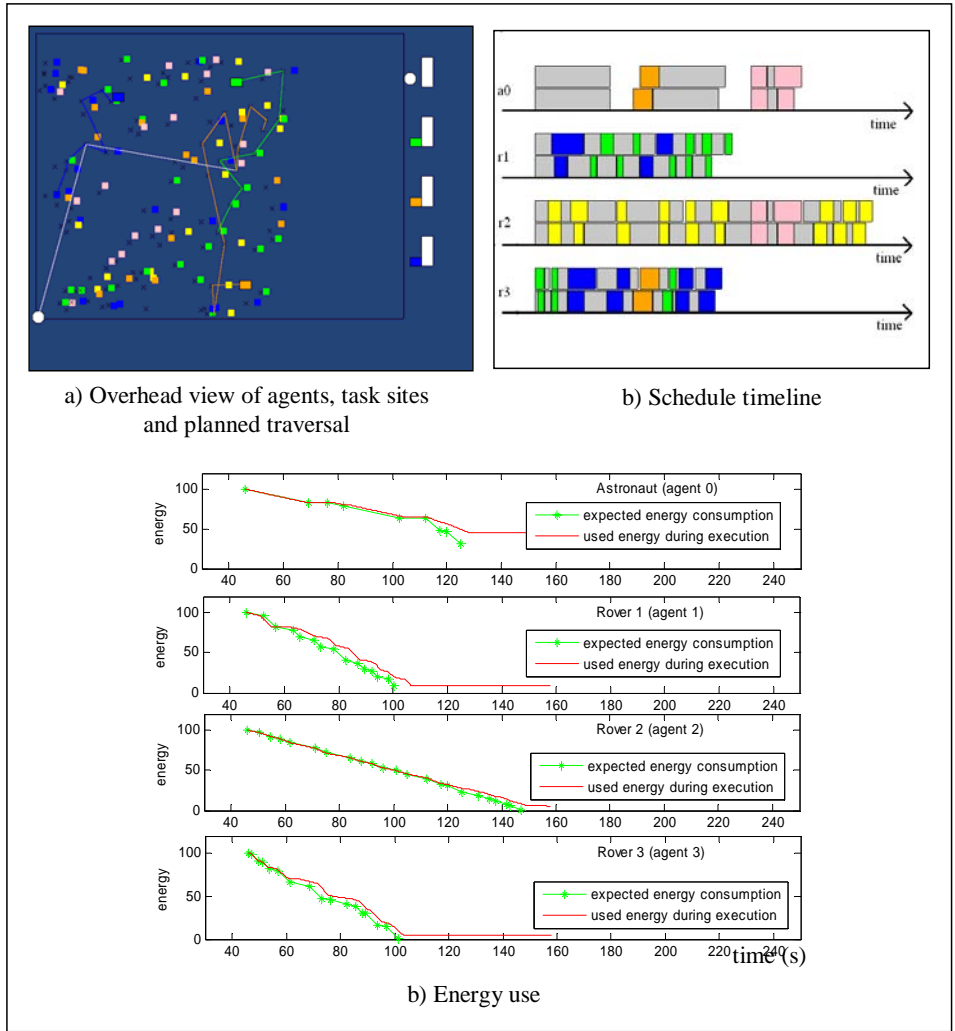 a0
time
r1
time
r2
time
r3
time
a) Overhead view of agents, task sites
and planned traversal
b) Schedule timeline
100
50
0
energy
Astronaut (agent 0)
expected energy consumption
used energy during execution
40 60 80 100 120 140 160 180 200 220 240
100
50
0
energy
Rover 1 (agent 1)
expected energy consumption
used energy during execution
40 60 80 100 120 140 160 180 200 220 240
100
50
0
energy
Rover 2 (agent 2)
expected energy consumption
used energy during execution
40 60 80 100 120 140 160 180 200 220 240
100
50
0
energy
Rover 3 (agent 3)
expected energy consumption
used energy during execution
40 60 80 100 120 140 160 180 200 220 240
time (s)
b) Energy use